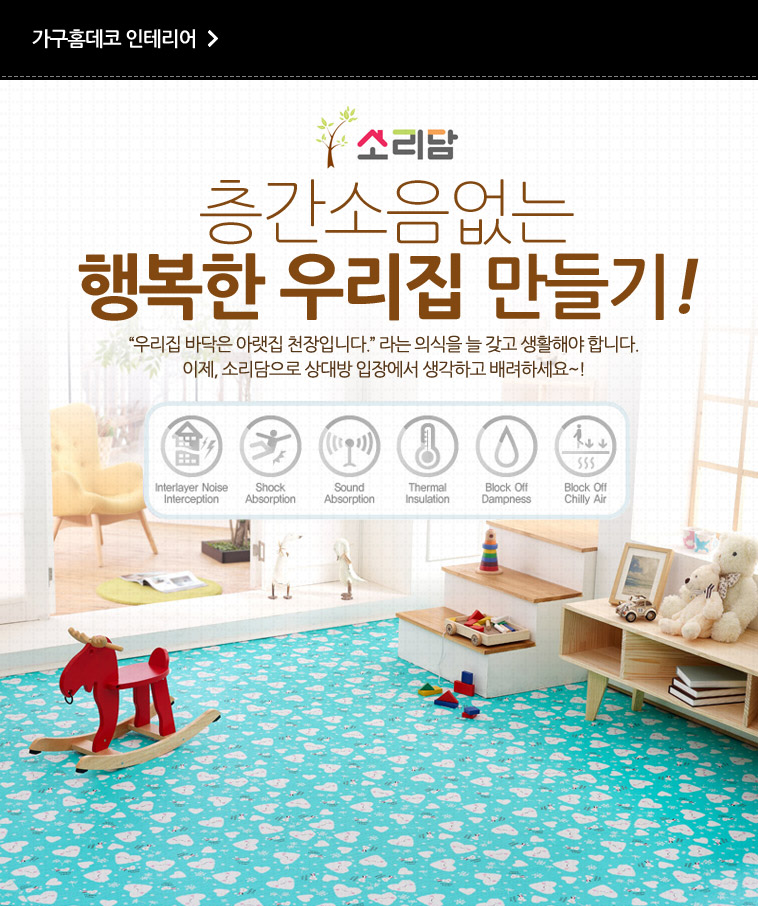 가구홈데코 인테리어 >
소리담
층간소음없는
행복한 우리집 만들기!
“우리집 바닥은 아랫집 천장입니다.” 라는 의식을 늘 갖고 생활해야 합니다.
이제, 소리담으로 상대방 입장에서 생각하고 배려하세요~!
Interlayer Noise
Interception
Shock
Absorption
Sound
Absorption
Thermal
Insulation
Block Off
Dampness
Block Off
Chilly Air